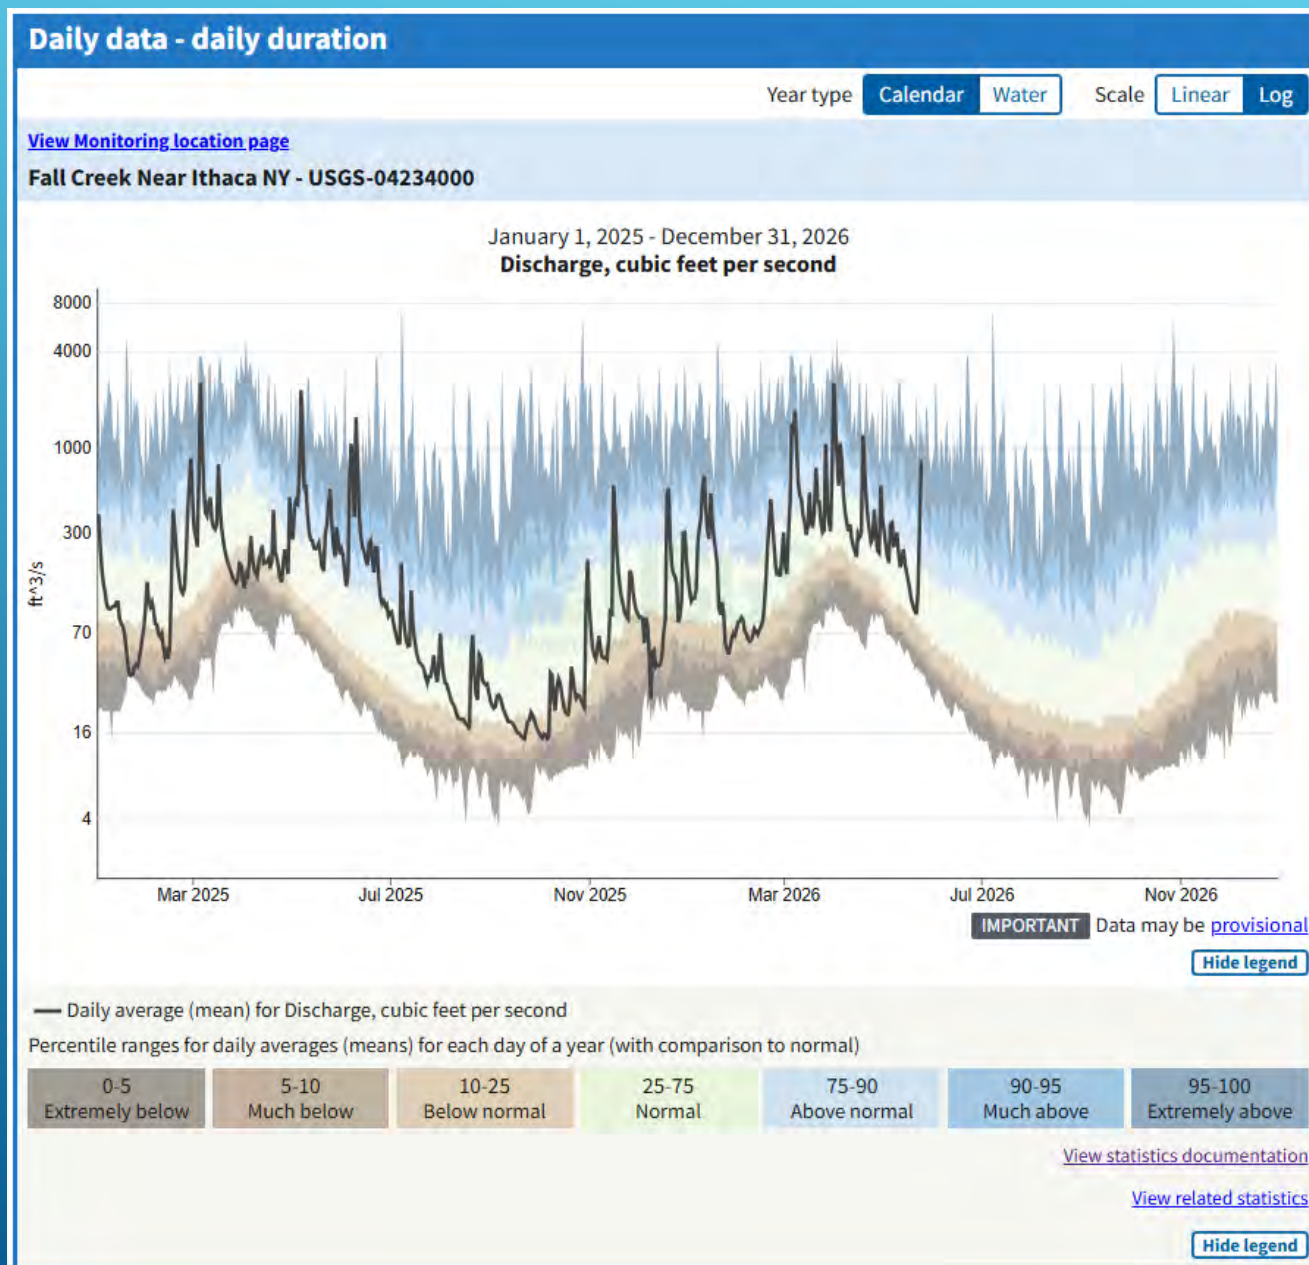 Daily data - daily duration
Year type Calendar Water Scale Linear Log
View Monitoring location page
Fall Creek Near Ithaca NY - USGS-04234000
January 1, 2025 - December 31, 2026
Discharge, cubic feet per second
8000
4000
1000
300
ft^3/s
70
16
4
Mar 2025 Jul 2025 Nov 2025 Mar 2026 Jul 2026 Nov 2026
IMPORTANT Data may be provisional
Hide legend
Daily average (mean) for Discharge, cubic feet per second
Percentile ranges for daily averages (means) for each day of a year (with comparison to normal)
0-5 5-10 10-25 25-75 75-90 90-95 95-100
Extremely below Much below Below normal Normal Above normal Much above Extremely above
View statistics documentation
View related statistics
Hide legend